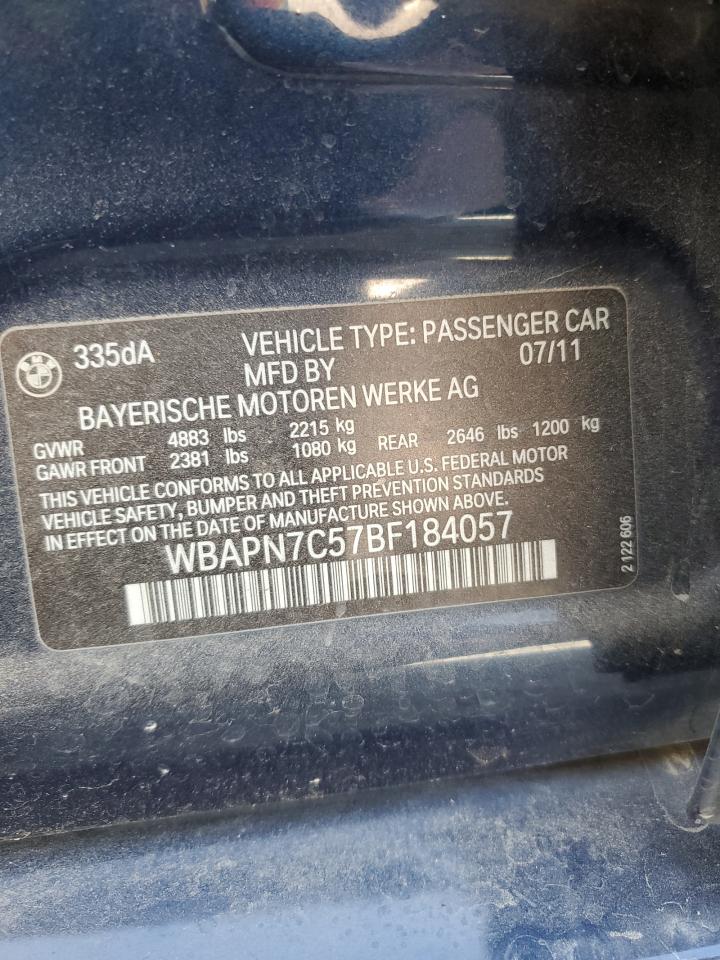 BMW
335dA VEHICLE TYPE: PASSENGER CAR
MFD BY 07/11
BAYERISCHE MOTOREN WERKE AG
GVWR 4883 lbs 2215 kg
GAWR FRONT 2381 lbs 1080 kg REAR 2646 lbs 1200 kg
THIS VEHICLE CONFORMS TO ALL APPLICABLE U.S. FEDERAL MOTOR
VEHICLE SAFETY, BUMPER AND THEFT PREVENTION STANDARDS
IN EFFECT ON THE DATE OF MANUFACTURE SHOWN ABOVE.
WBAPN7C57BF184057
2 122 606